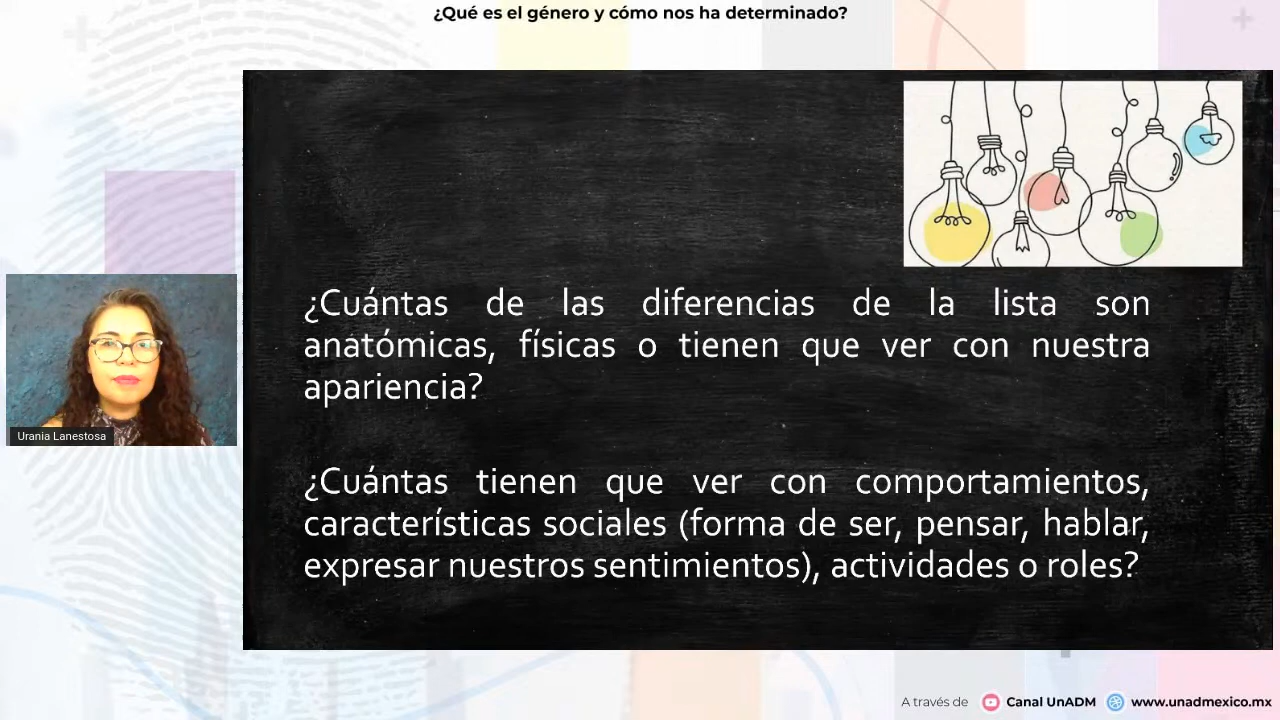 ¿Qué es el género y cómo nos ha determinado?
¿Cuántas de las diferencias de la lista son
anatómicas, físicas o tienen que ver con nuestra
apariencia?
¿Cuántas tienen que ver con comportamientos,
características sociales (forma de ser, pensar, hablar,
expresar nuestros sentimientos), actividades o roles?
Urania Lanestosa
A través de Canal UnADM www.unadmexico.mx